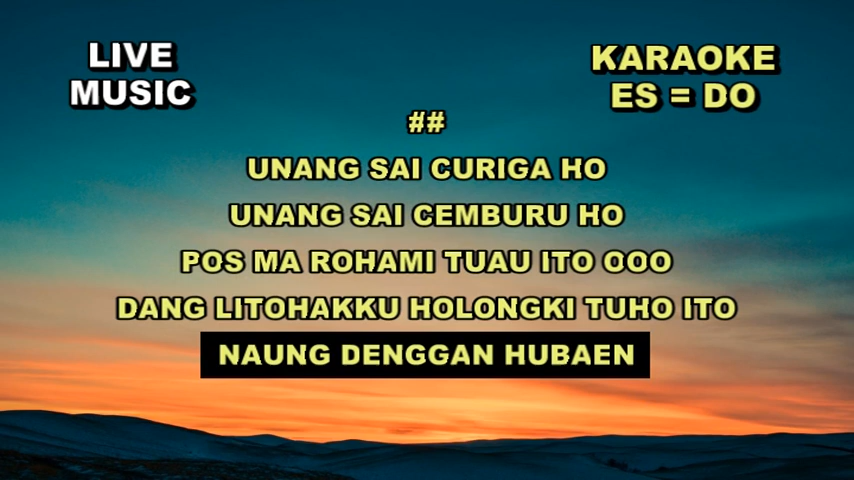 LIVE
MUSIC
KARAOKE
ES = DO
##
UNANG SAI CURIGA HO
UNANG SAI CEMBURU HO
POS MA ROHAMI TUAU ITO OOO
DANG LITOHAKKU HOLONGKI TUHO ITO
NAUNG DENGGAN HUBAEN